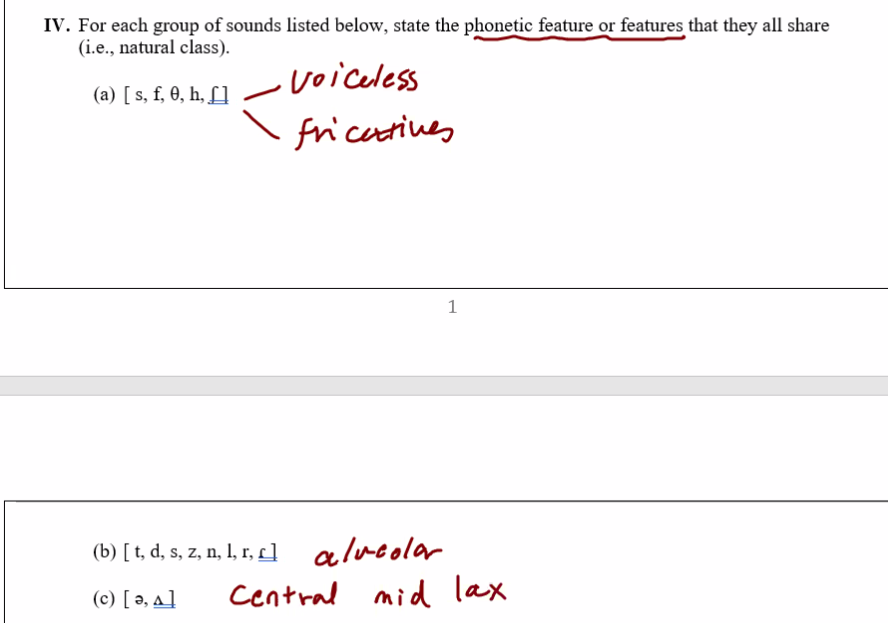 IV. For each group of sounds listed below, state the phonetic feature or features that they all share
(i.e., natural class).
voiceless
(a) [ s, f, θ, h, ʃ ]
fricatives
1
(b) [ t, d, s, z, n, l, r, ɾ ] alveolar
(c) [ ə, ʌ ] Central mid lax